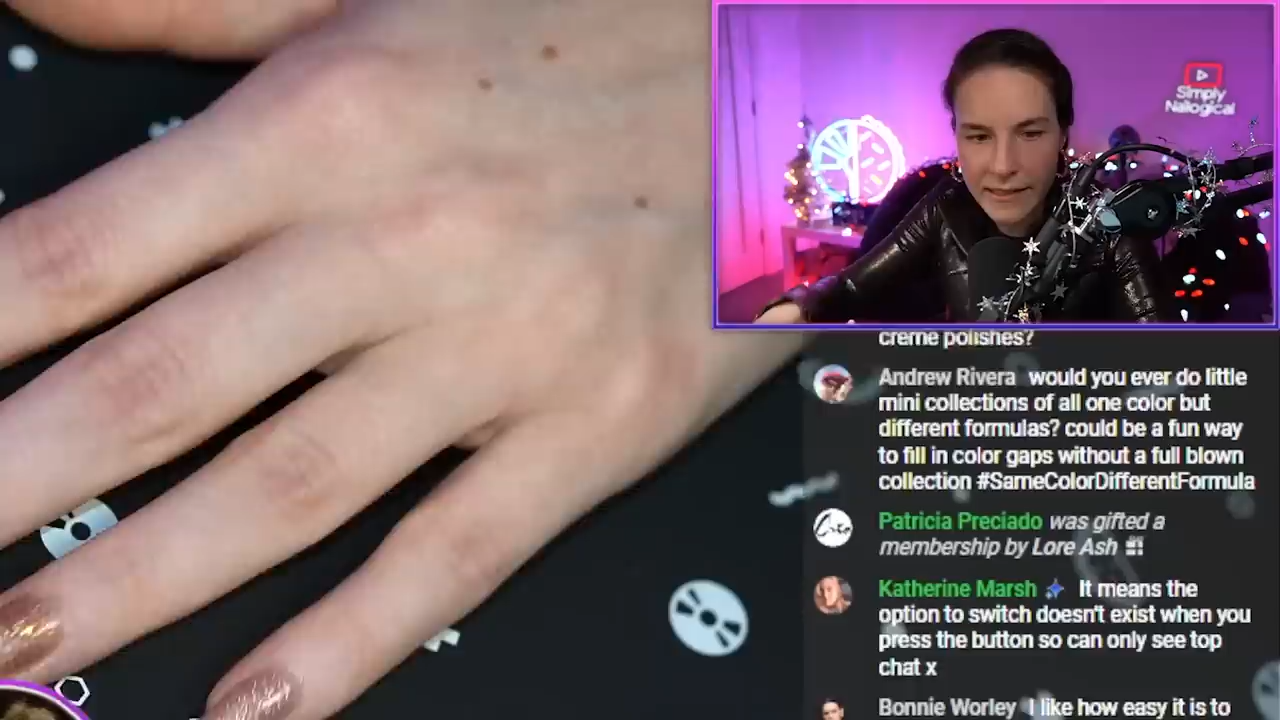 Simply
Nailogical
creme polishes?
Andrew Rivera would you ever do little
mini collections of all one color but
different formulas? could be a fun way
to fill in color gaps without a full blown
collection #SameColorDifferentFormula
Patricia Preciado was gifted a
membership by Lore Ash
Katherine Marsh It means the
option to switch doesn't exist when you
press the button so can only see top
chat x
Bonnie Worley I like how easy it is to